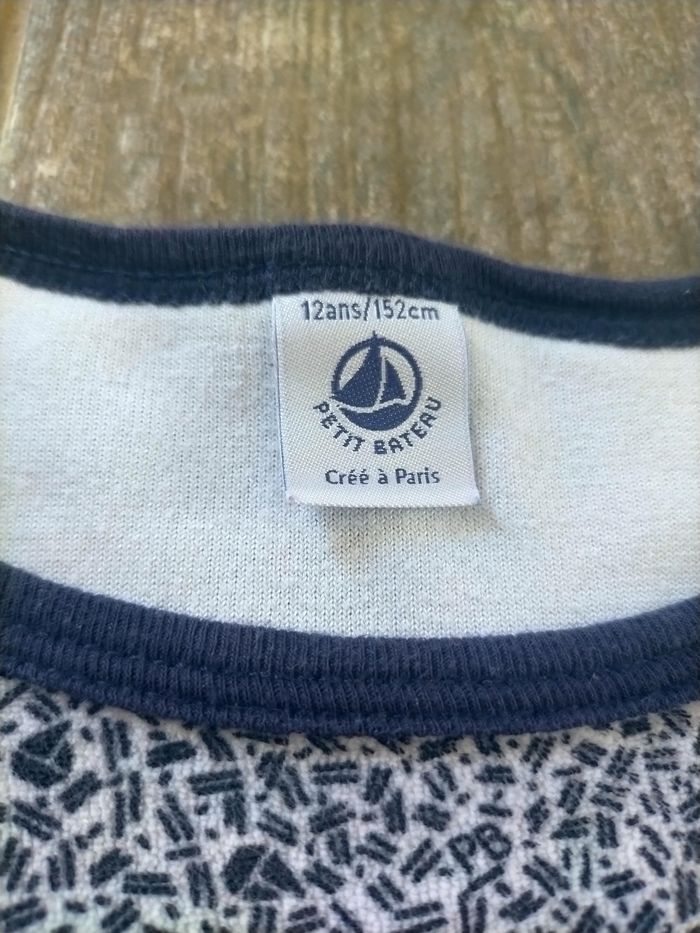 12ans/152cm
PETIT BATEAU
Créé à Paris
PB